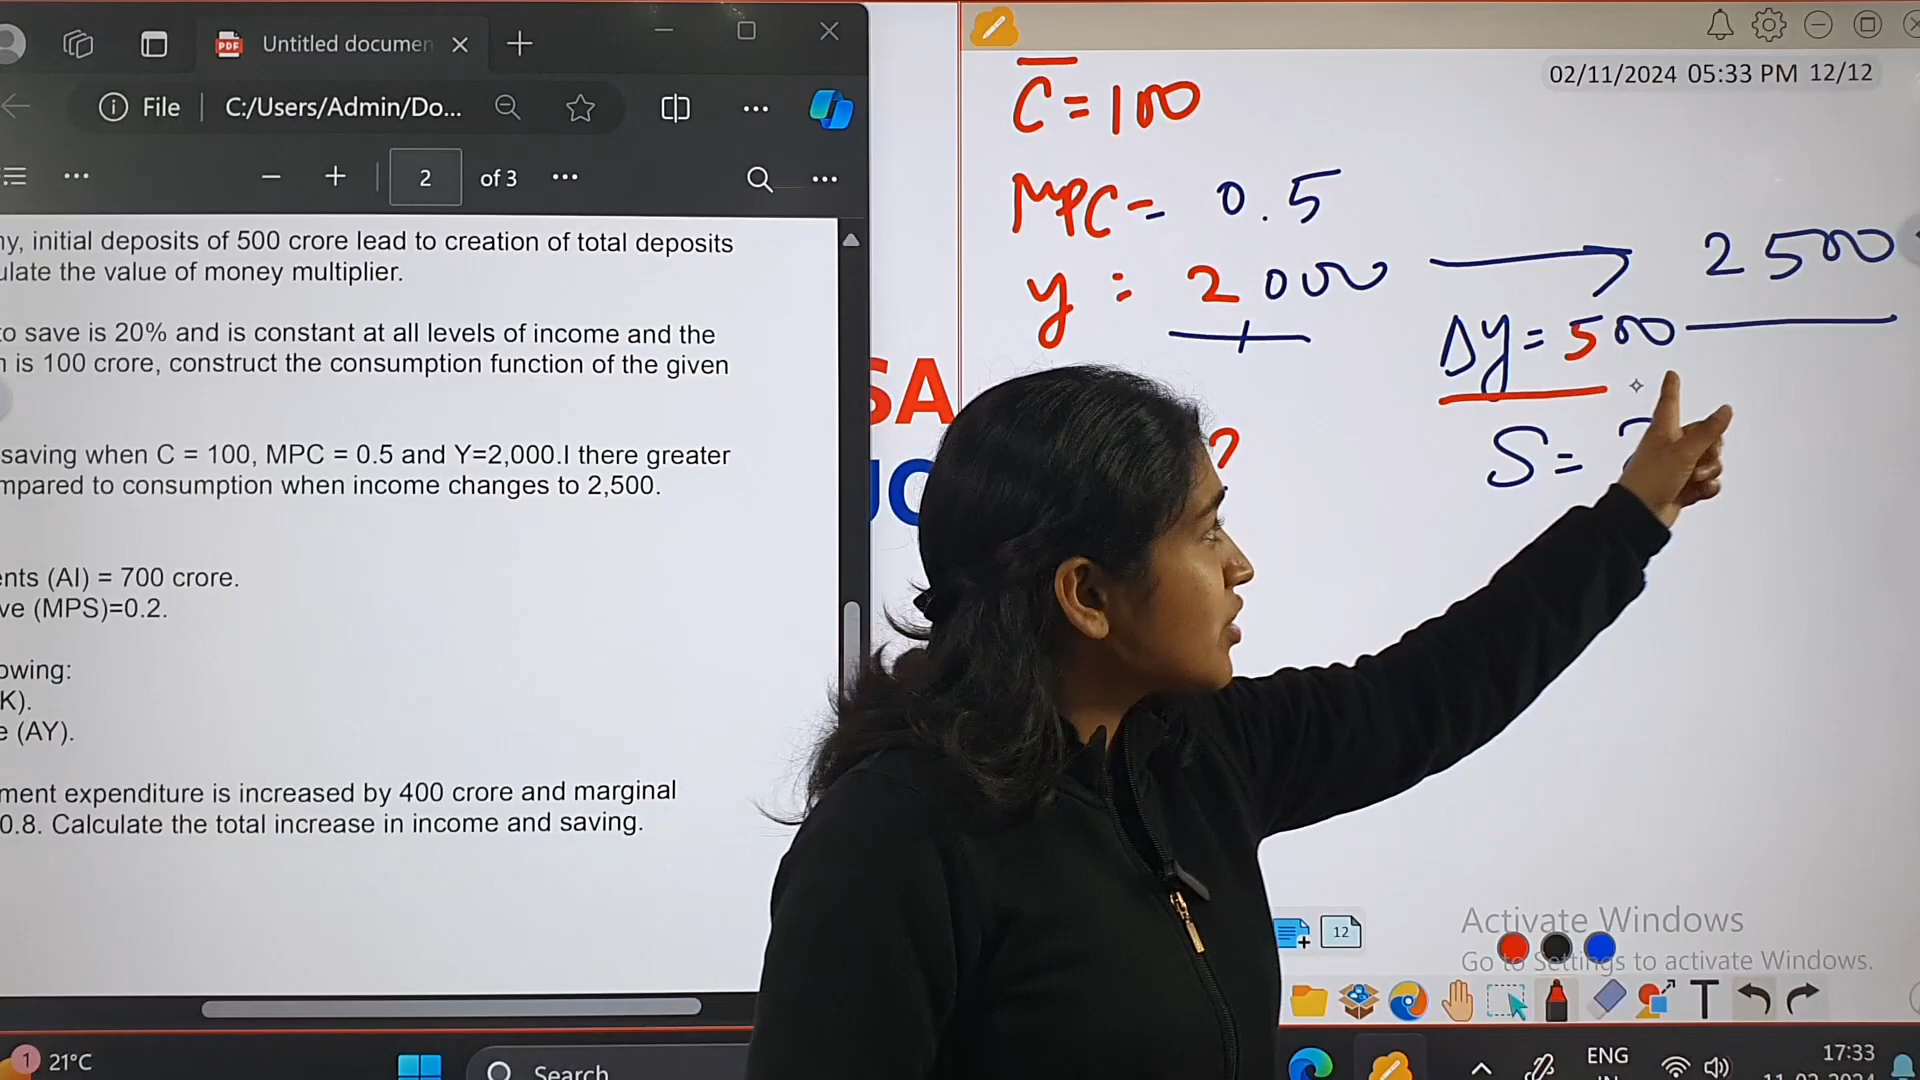 Untitled documen
PDF
File
C:/Users/Admin/Do...
2 of 3
ny, initial deposits of 500 crore lead to creation of total deposits
ulate the value of money multiplier.
to save is 20% and is constant at all levels of income and the
n is 100 crore, construct the consumption function of the given
saving when C = 100, MPC = 0.5 and Y=2,000.I there greater
mpared to consumption when income changes to 2,500.
ents (AI) = 700 crore.
ve (MPS)=0.2.
owing:
K).
e (AY).
ment expenditure is increased by 400 crore and marginal
0.8. Calculate the total increase in income and saving.
1 21°C
Search
SA
UC
02/11/2024 05:33 PM 12/12
C̅ = 100
MPC = 0.5
y = 2000 → 2500
Δy = 500
?
S = ?
12
Activate Windows
Go to Settings to activate Windows.
T
ENG
17:33